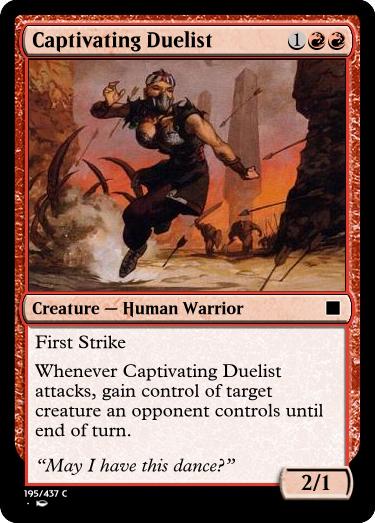 Captivating Duelist 1
Creature — Human Warrior
First Strike
Whenever Captivating Duelist
attacks, gain control of target
creature an opponent controls until
end of turn.
“May I have this dance?”
2/1
195/437 C